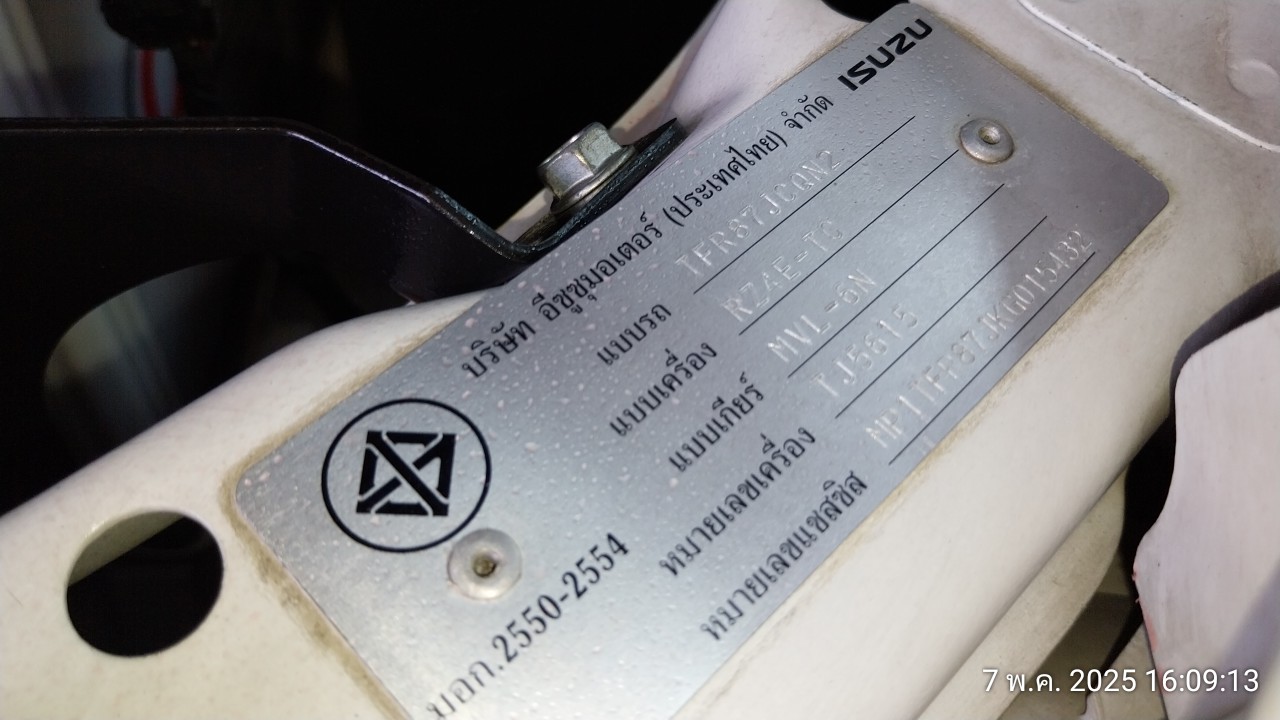 ISUZU
บริษัท อีซูซุมอเตอร์ (ประเทศไทย) จำกัด
แบบรถ TFR87JCQN2
แบบเครื่อง RZ4E-TC
แบบเกียร์ MVL-6N
หมายเลขเครื่อง TJ5615
หมายเลขแชสซิส MP1TFR87JKG015432
มอก.2550-2554
7 พ.ค. 2025 16:09:13